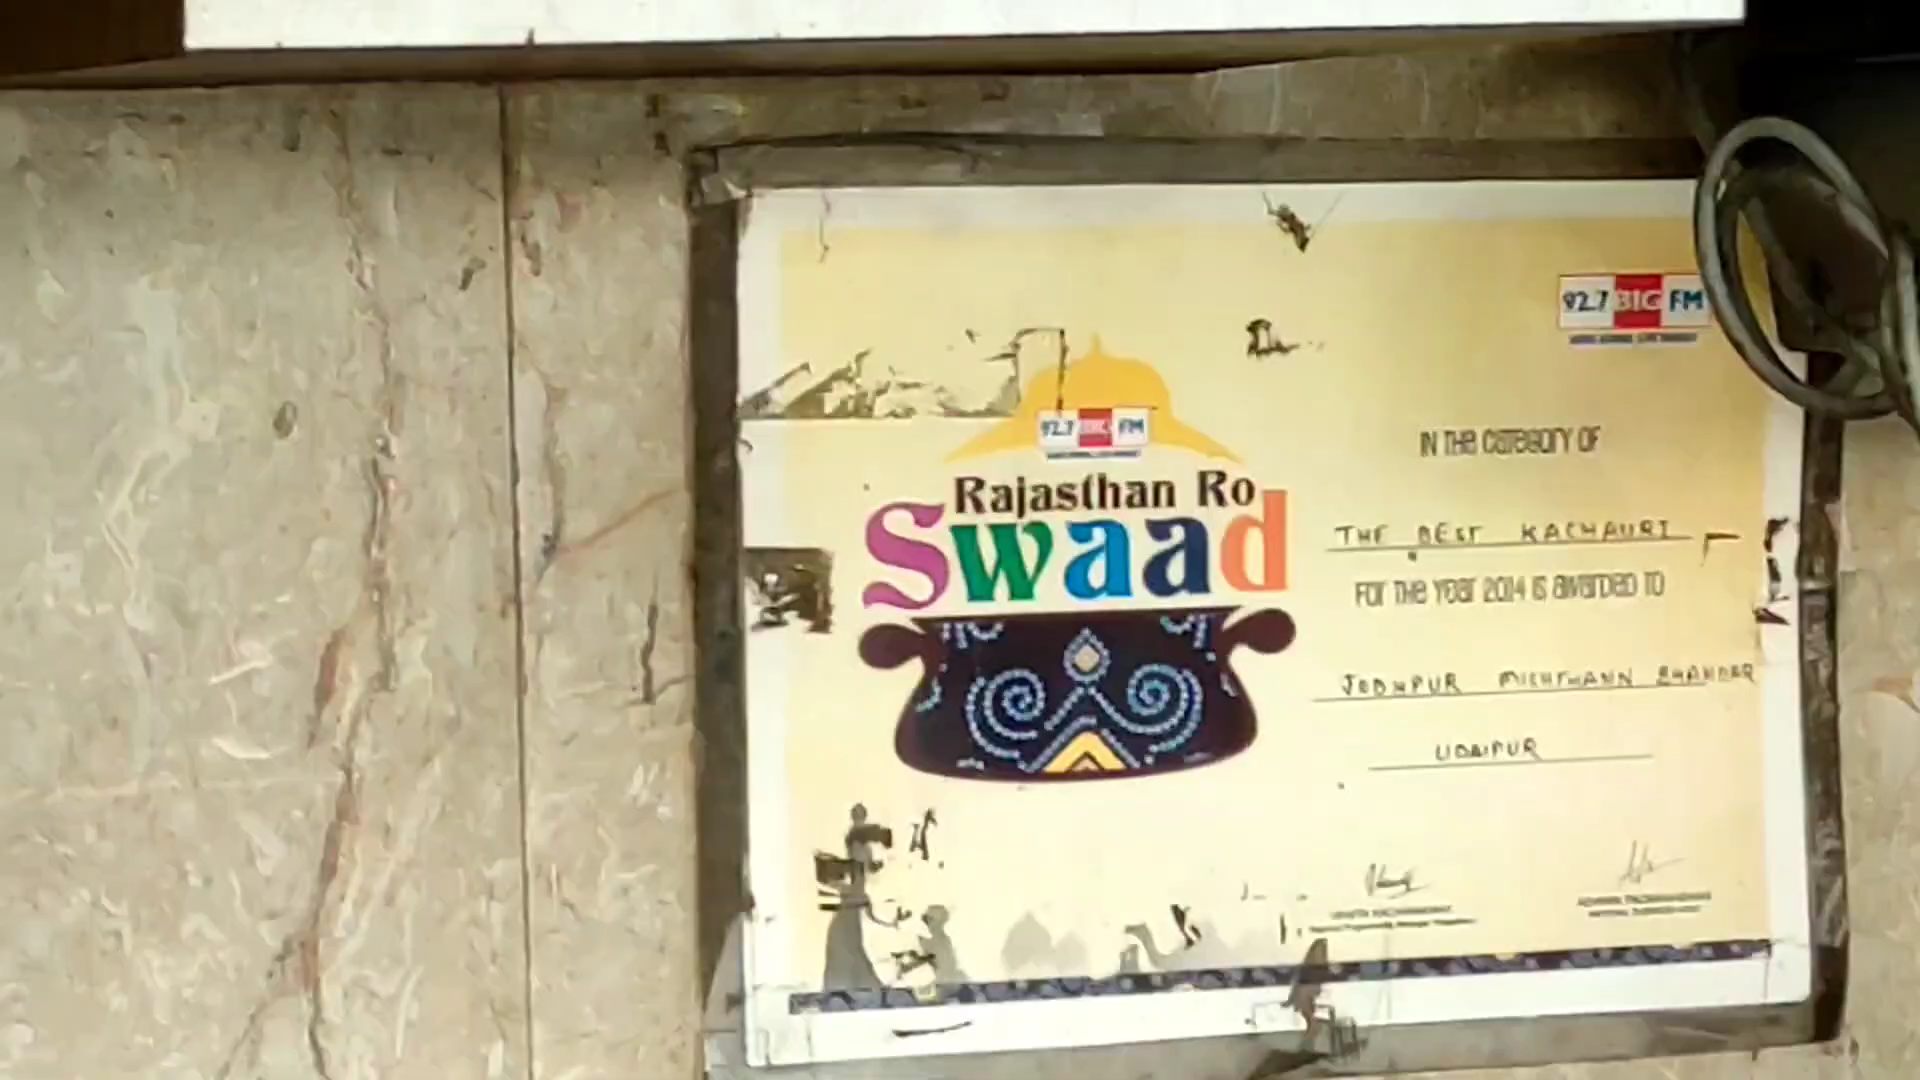 92.7 BIG FM
92.7 BIG FM
Rajasthan Ro
Swaad
IN THE CATEGORY OF
THE BEST KACHAURI
FOR THE YEAR 2014 IS AWARDED TO
JODHPUR MISHTHANN BHANDAR
UDAIPUR